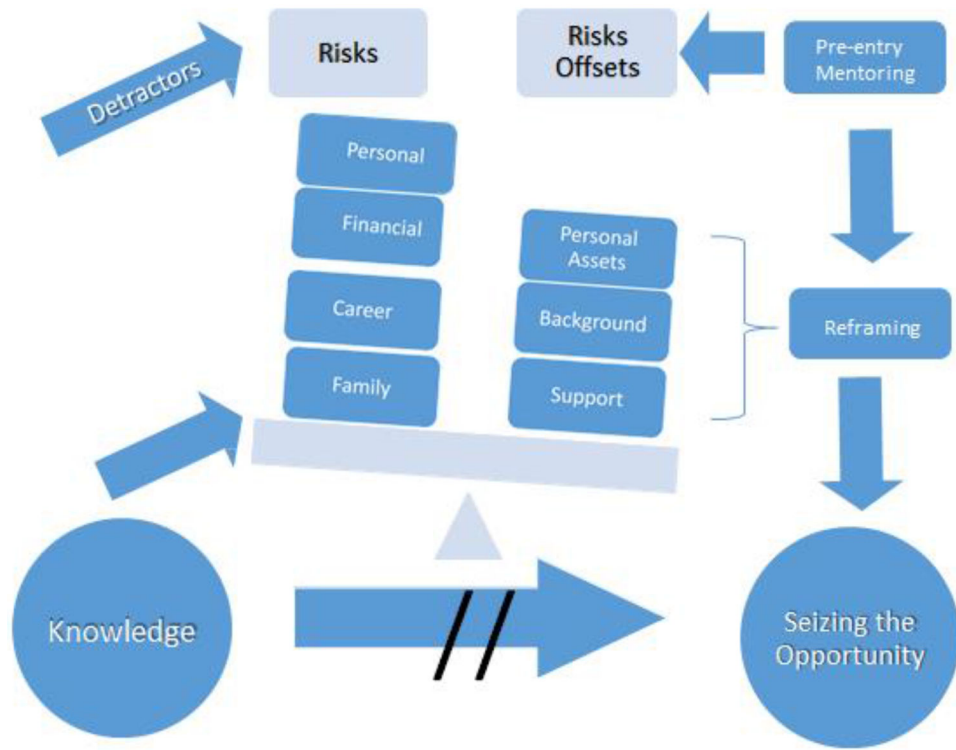 Detractors
Risks
Risks
Offsets
Pre-entry
Mentoring
Personal
Financial
Career
Family
Personal
Assets
Background
Support
Reframing
Knowledge
Seizing the
Opportunity